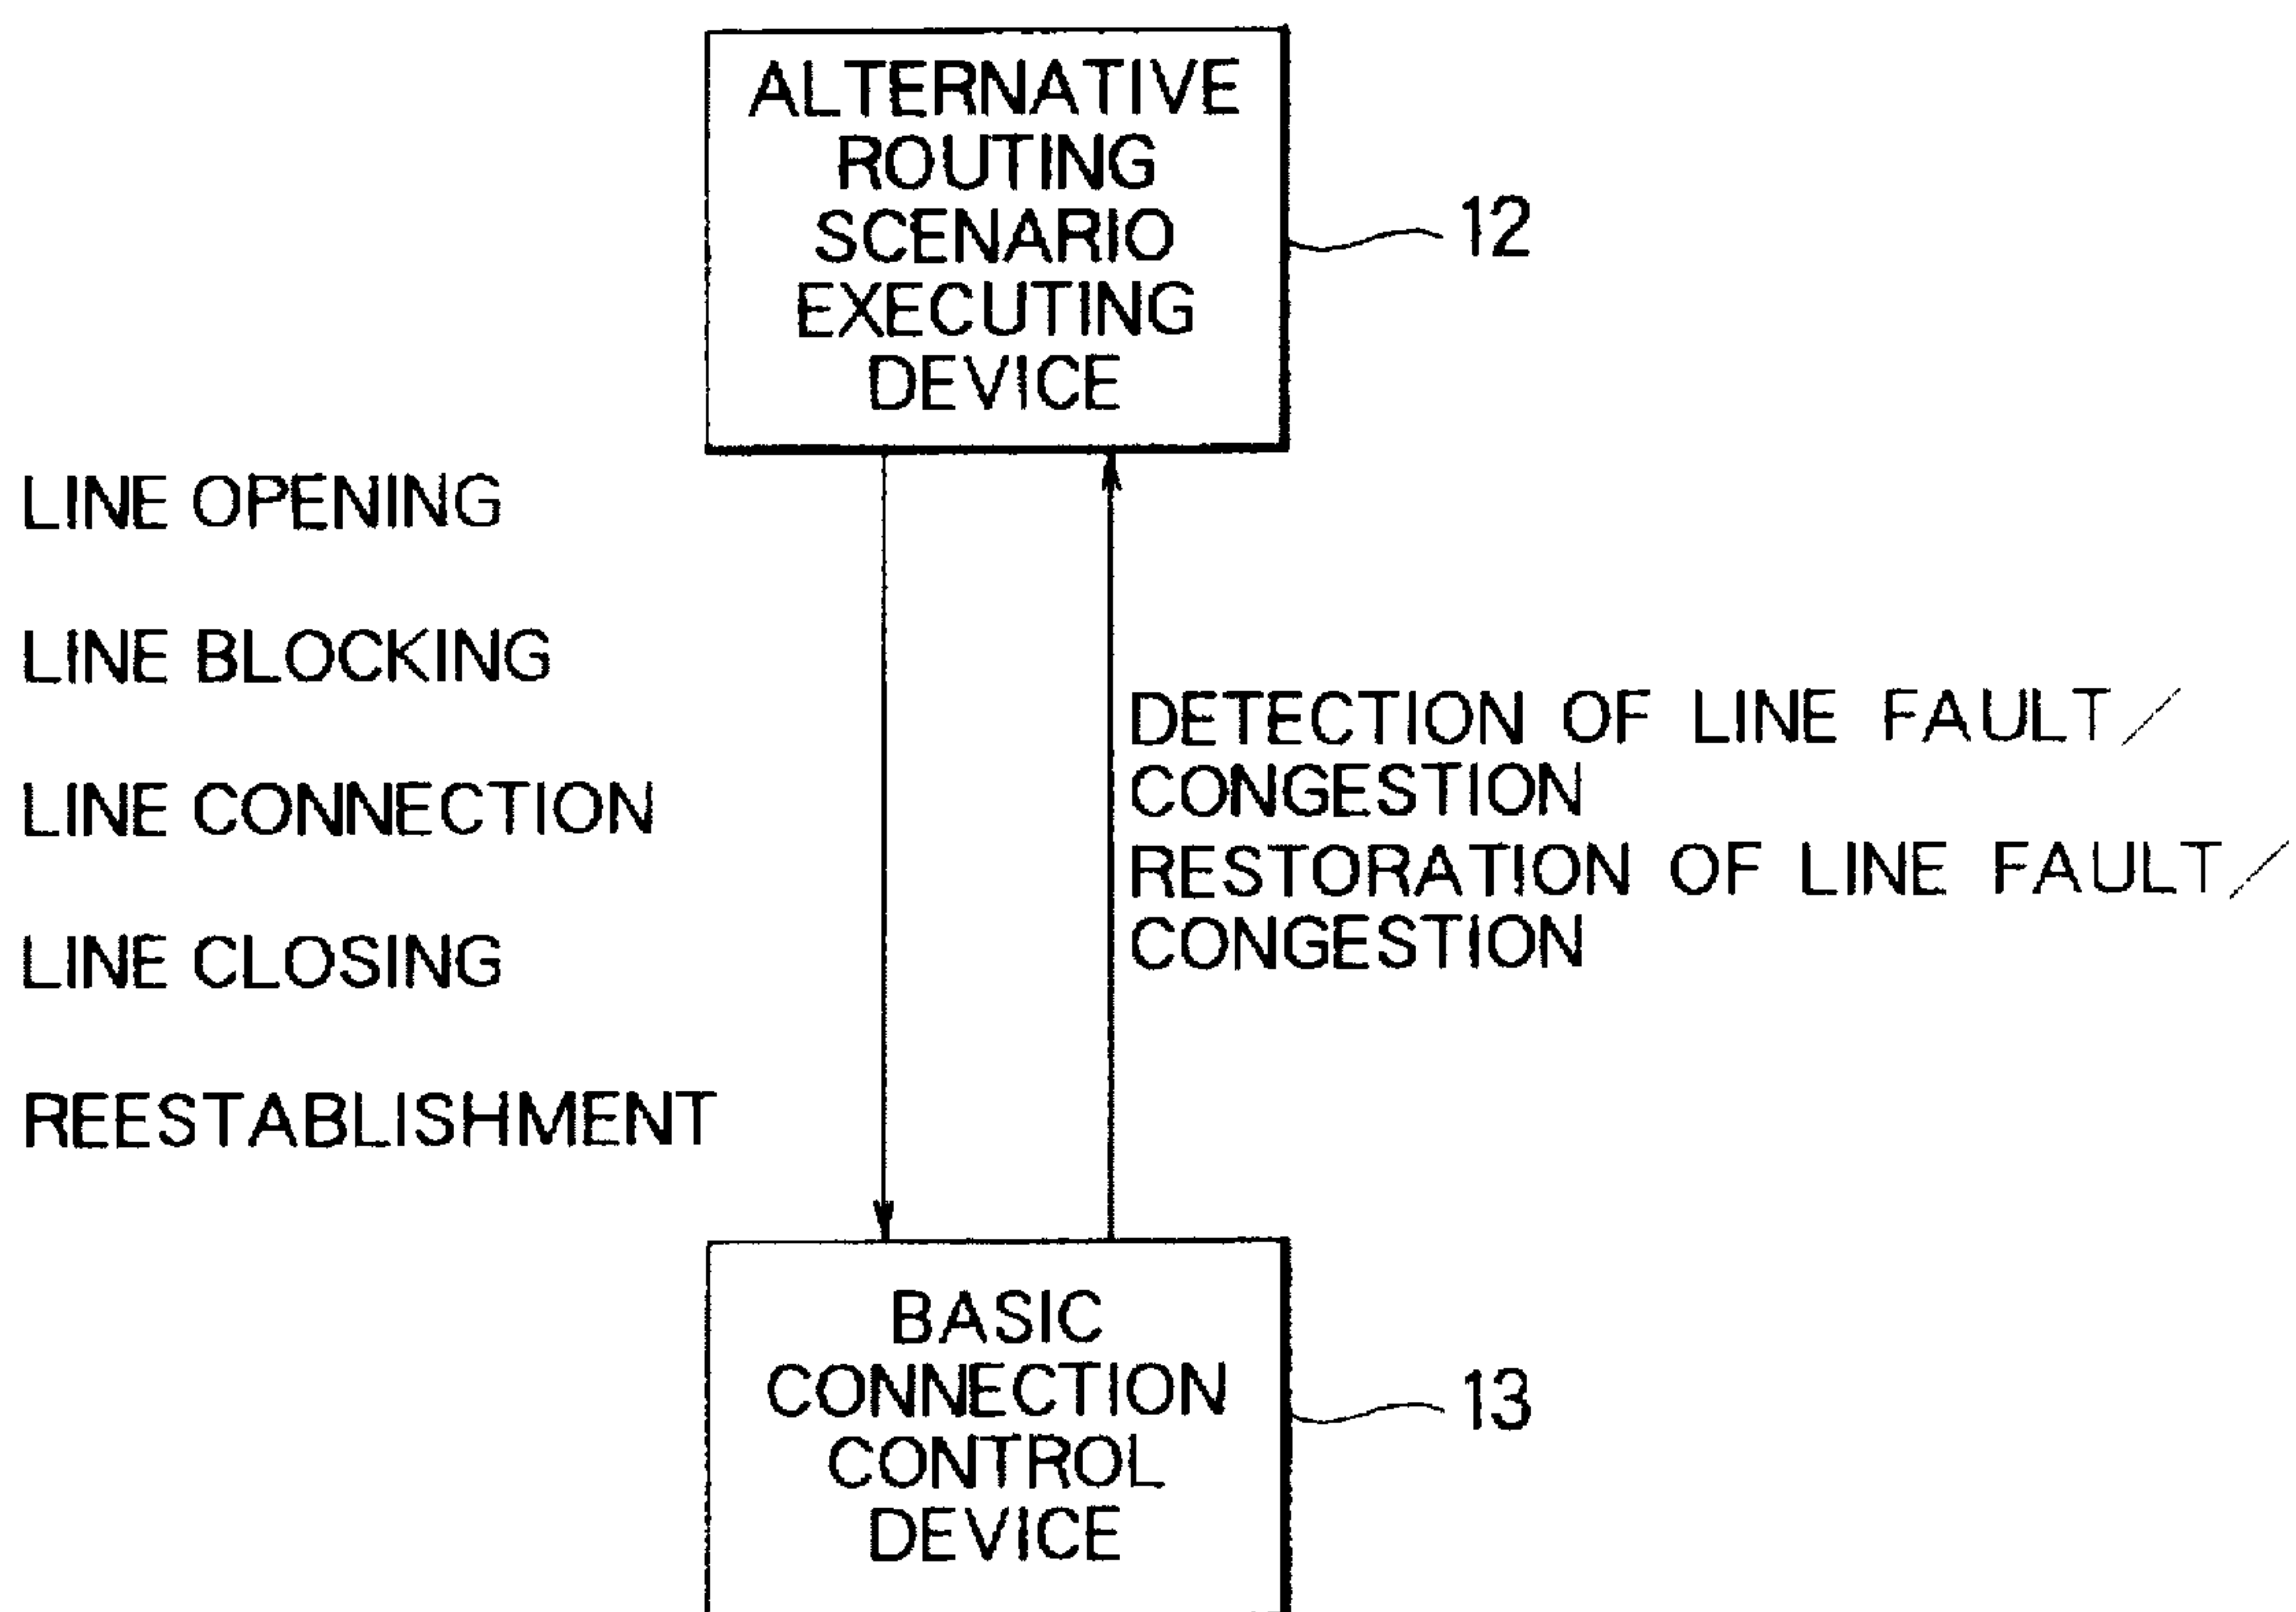 ALTERNATIVE
ROUTING
SCENARIO
EXECUTING
DEVICE
12
LINE OPENING
LINE BLOCKING
LINE CONNECTION
LINE CLOSING
REESTABLISHMENT
DETECTION OF LINE FAULT/
CONGESTION
RESTORATION OF LINE FAULT/
CONGESTION
BASIC
CONNECTION
CONTROL
DEVICE
13